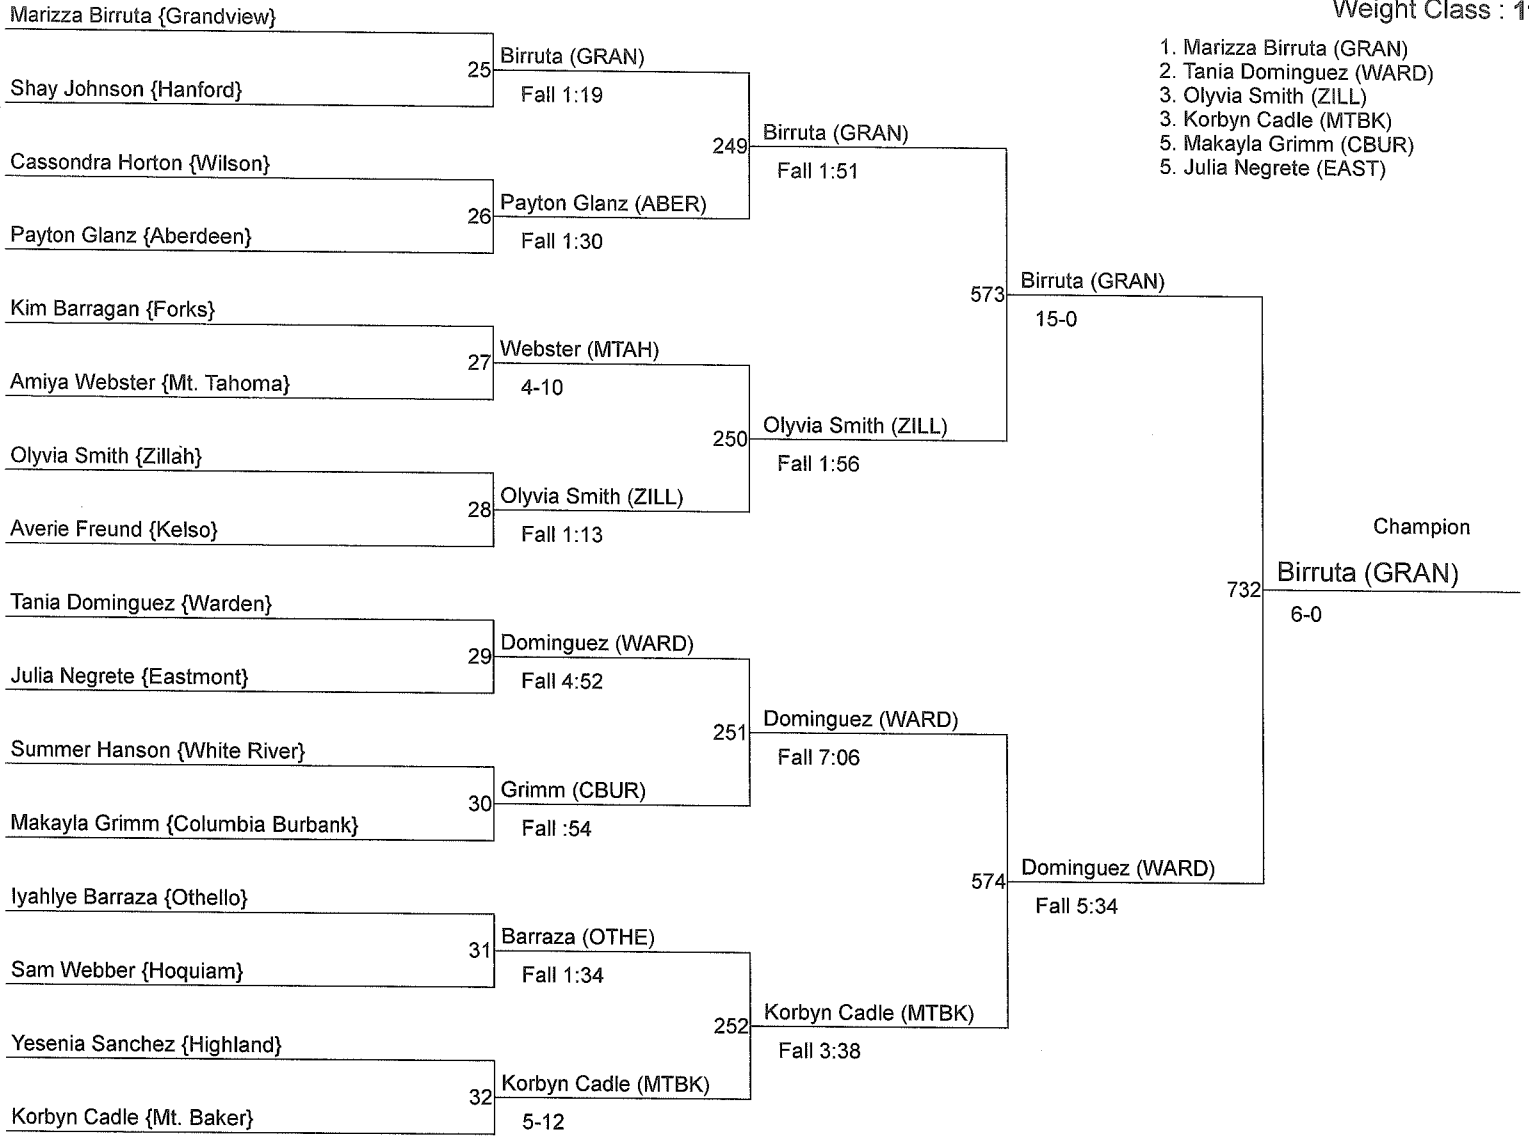 Weight Class :
1. Marizza Birruta (GRAN)
2. Tania Dominguez (WARD)
3. Olyvia Smith (ZILL)
3. Korbyn Cadle (MTBK)
5. Makayla Grimm (CBUR)
5. Julia Negrete (EAST)
Marizza Birruta {Grandview}
Shay Johnson {Hanford}
Cassondra Horton {Wilson}
Payton Glanz {Aberdeen}
Kim Barragan {Forks}
Amiya Webster {Mt. Tahoma}
Olyvia Smith {Zillah}
Averie Freund {Kelso}
Tania Dominguez {Warden}
Julia Negrete {Eastmont}
Summer Hanson {White River}
Makayla Grimm {Columbia Burbank}
Iyahlye Barraza {Othello}
Sam Webber {Hoquiam}
Yesenia Sanchez {Highland}
Korbyn Cadle {Mt. Baker}
25
Birruta (GRAN)
Fall 1:19
26
Payton Glanz (ABER)
Fall 1:30
27
Webster (MTAH)
4-10
28
Olyvia Smith (ZILL)
Fall 1:13
29
Dominguez (WARD)
Fall 4:52
30
Grimm (CBUR)
Fall :54
31
Barraza (OTHE)
Fall 1:34
32
Korbyn Cadle (MTBK)
5-12
249
Birruta (GRAN)
Fall 1:51
250
Olyvia Smith (ZILL)
Fall 1:56
251
Dominguez (WARD)
Fall 7:06
252
Korbyn Cadle (MTBK)
Fall 3:38
573
Birruta (GRAN)
15-0
574
Dominguez (WARD)
Fall 5:34
732
Champion
Birruta (GRAN)
6-0